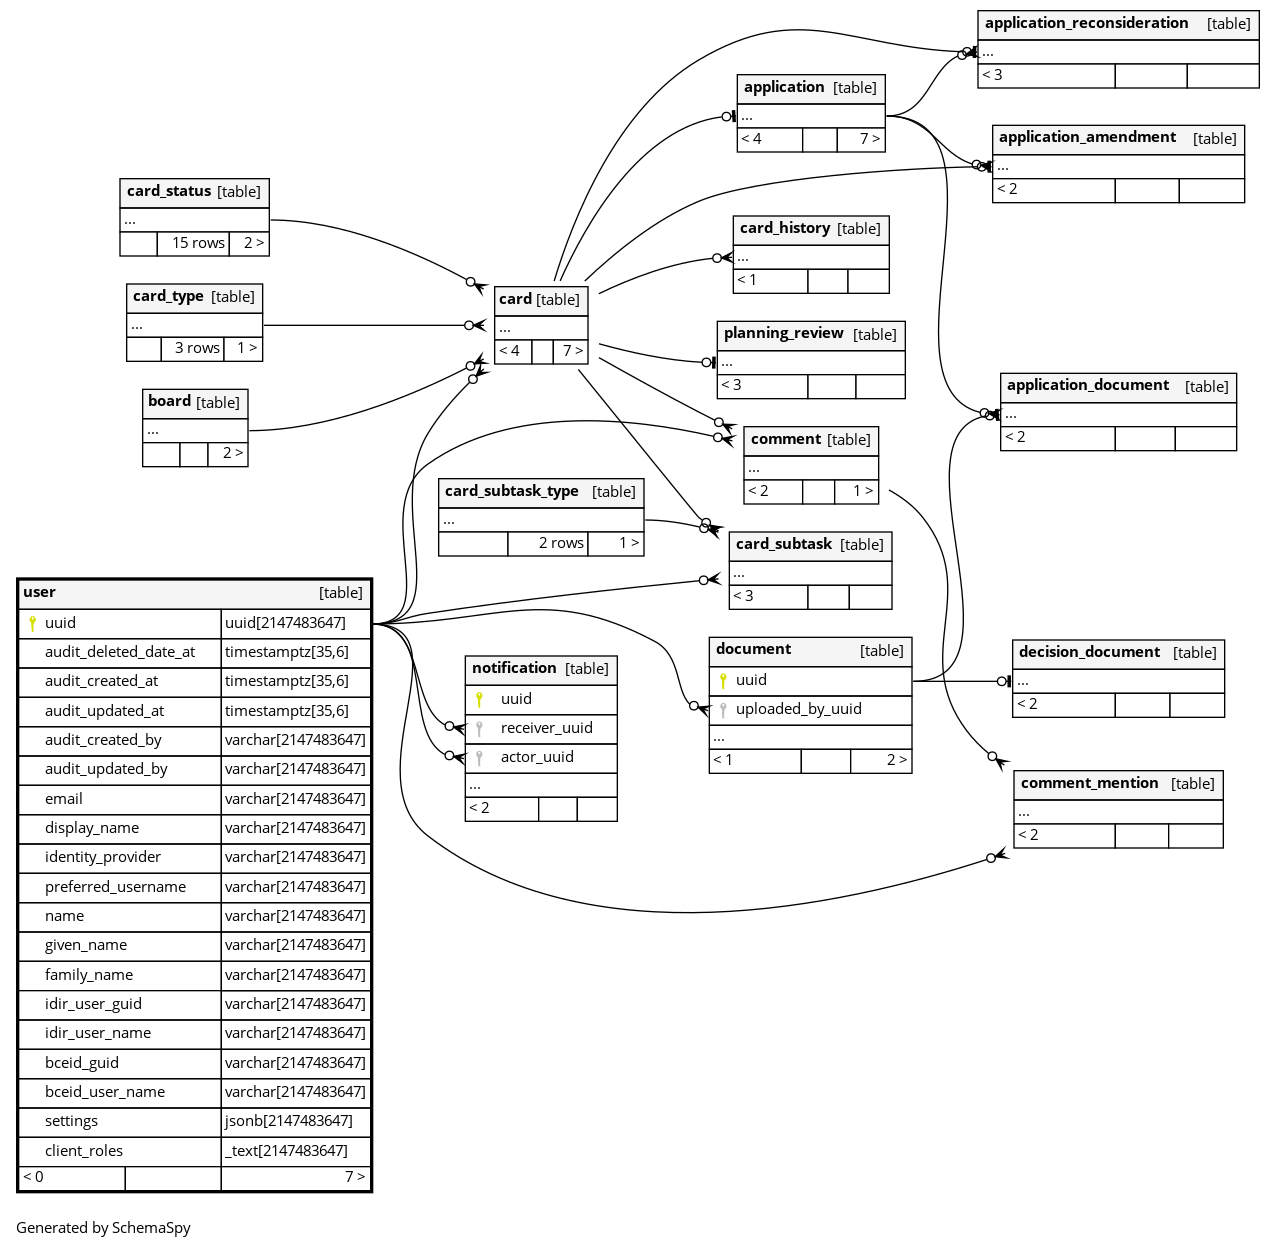 application_reconsideration [table]
...
< 3
application [table]
...
< 4 7 >
application_amendment [table]
...
< 2
card_status [table]
...
15 rows 2 >
card_history [table]
...
< 1
card_type [table]
...
3 rows 1 >
card [table]
...
< 4 7 >
planning_review [table]
...
< 3
board [table]
...
2 >
application_document [table]
...
< 2
comment [table]
...
< 2 1 >
card_subtask_type [table]
...
2 rows 1 >
card_subtask [table]
...
< 3
user [table]
uuid uuid[2147483647]
audit_deleted_date_at timestamptz[35,6]
audit_created_at timestamptz[35,6]
audit_updated_at timestamptz[35,6]
audit_created_by varchar[2147483647]
audit_updated_by varchar[2147483647]
email varchar[2147483647]
display_name varchar[2147483647]
identity_provider varchar[2147483647]
preferred_username varchar[2147483647]
name varchar[2147483647]
given_name varchar[2147483647]
family_name varchar[2147483647]
idir_user_guid varchar[2147483647]
idir_user_name varchar[2147483647]
bceid_guid varchar[2147483647]
bceid_user_name varchar[2147483647]
settings jsonb[2147483647]
client_roles _text[2147483647]
< 0 7 >
notification [table]
uuid
receiver_uuid
actor_uuid
...
< 2
document [table]
uuid
uploaded_by_uuid
...
< 1 2 >
decision_document [table]
...
< 2
comment_mention [table]
...
< 2
Generated by SchemaSpy